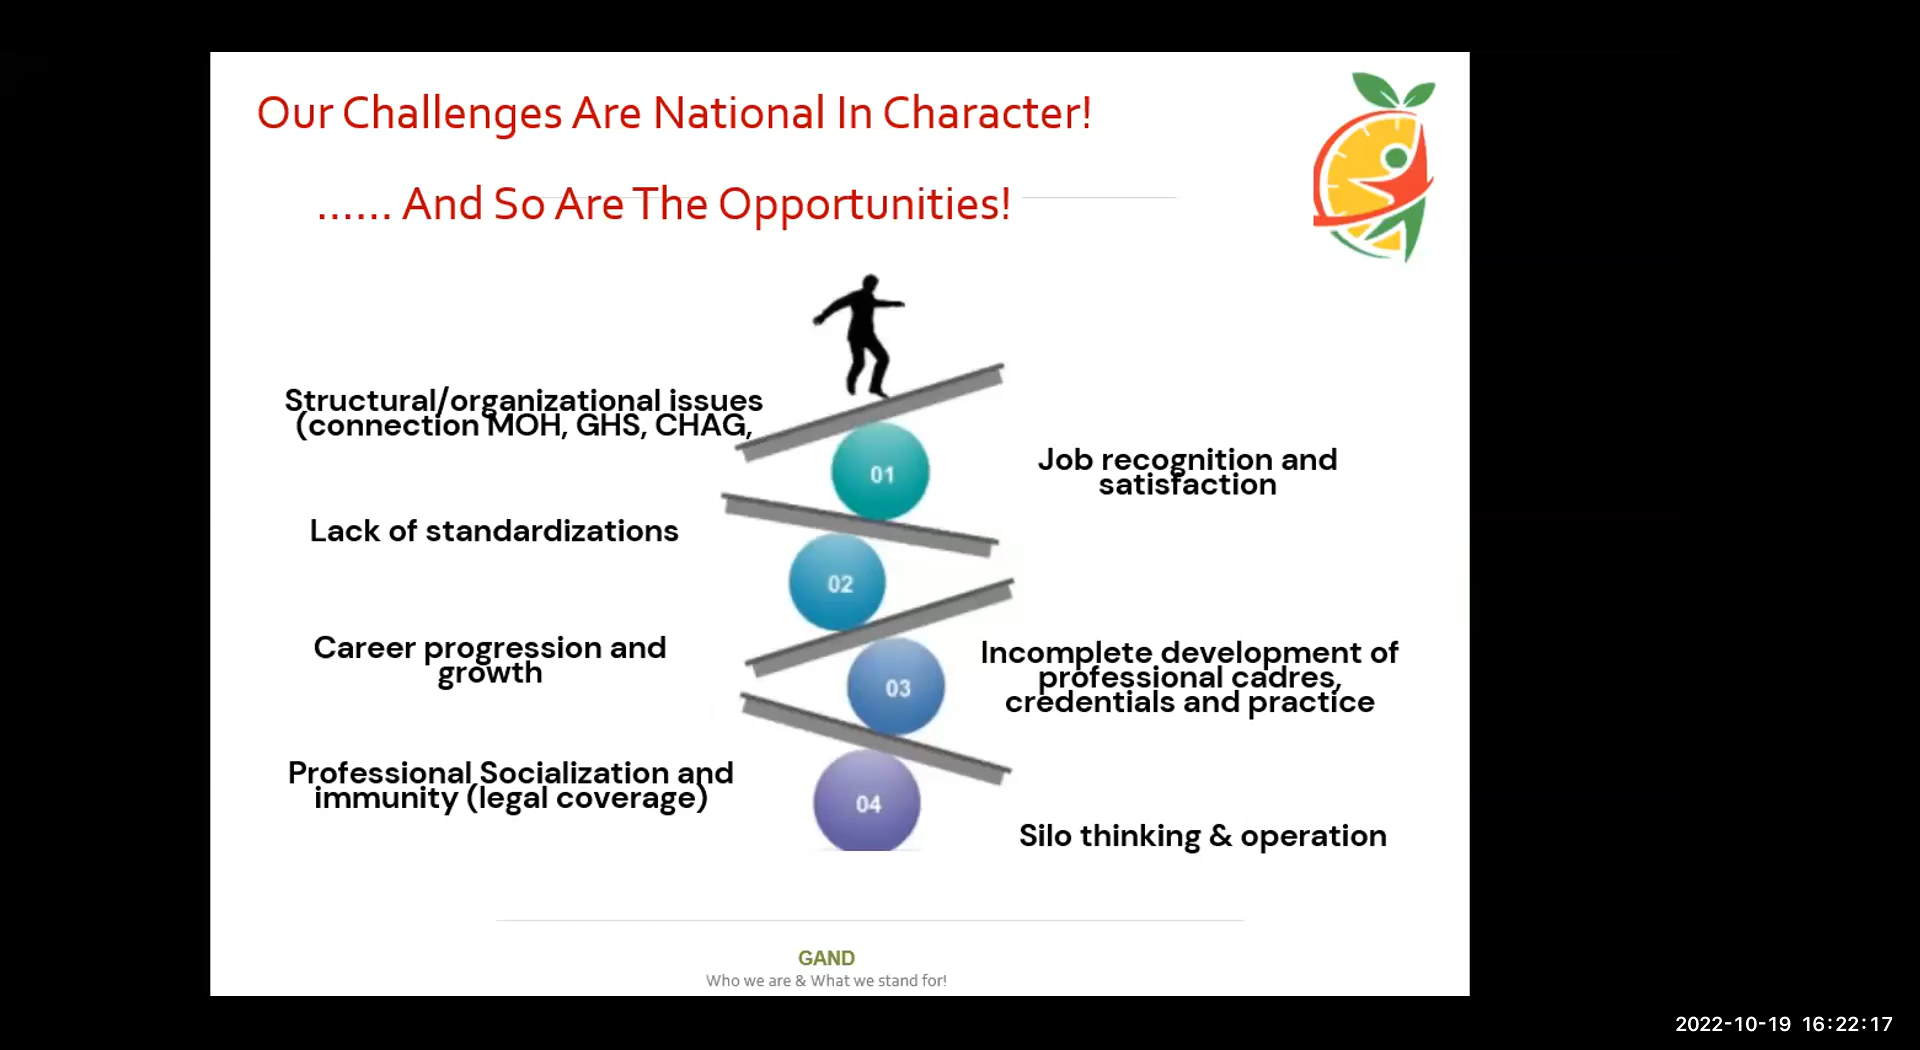 Our Challenges Are National In Character!
...... And So Are The Opportunities!
Structural/organizational issues
(connection MOH, GHS, CHAG,
01
Job recognition and
satisfaction
Lack of standardizations
02
Career progression and
growth
03
Incomplete development of
professional cadres,
credentials and practice
Professional Socialization and
immunity (legal coverage)
04
Silo thinking & operation
GAND
Who we are & What we stand for!
2022-10-19 16:22:17